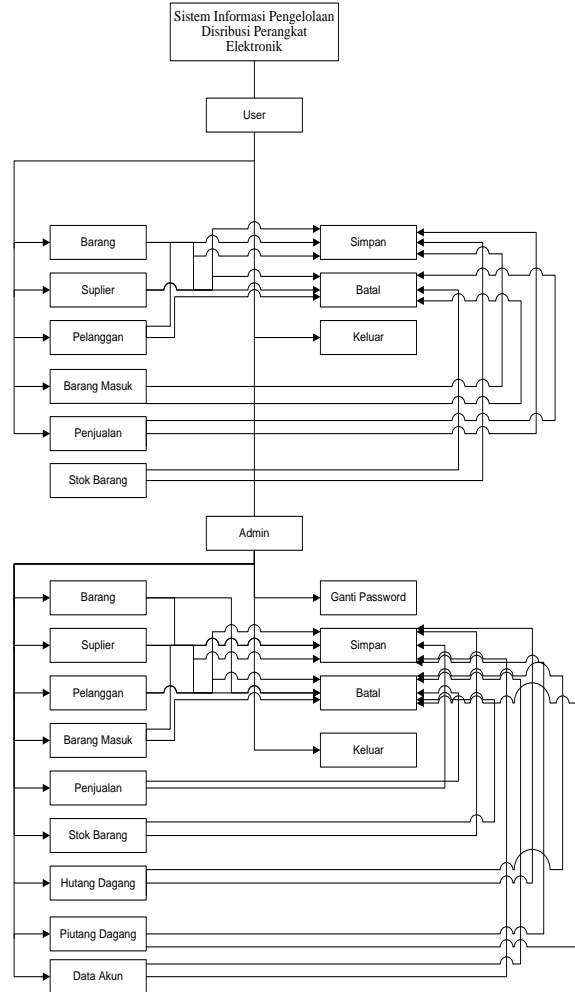 Sistem Informasi Pengelolaan
Disribusi Perangkat
Elektronik
User
Barang
Simpan
Suplier
Batal
Pelanggan
Keluar
Barang Masuk
Penjualan
Stok Barang
Admin
Barang
Ganti Password
Suplier
Simpan
Pelanggan
Batal
Barang Masuk
Keluar
Penjualan
Stok Barang
Hutang Dagang
Piutang Dagang
Data Akun